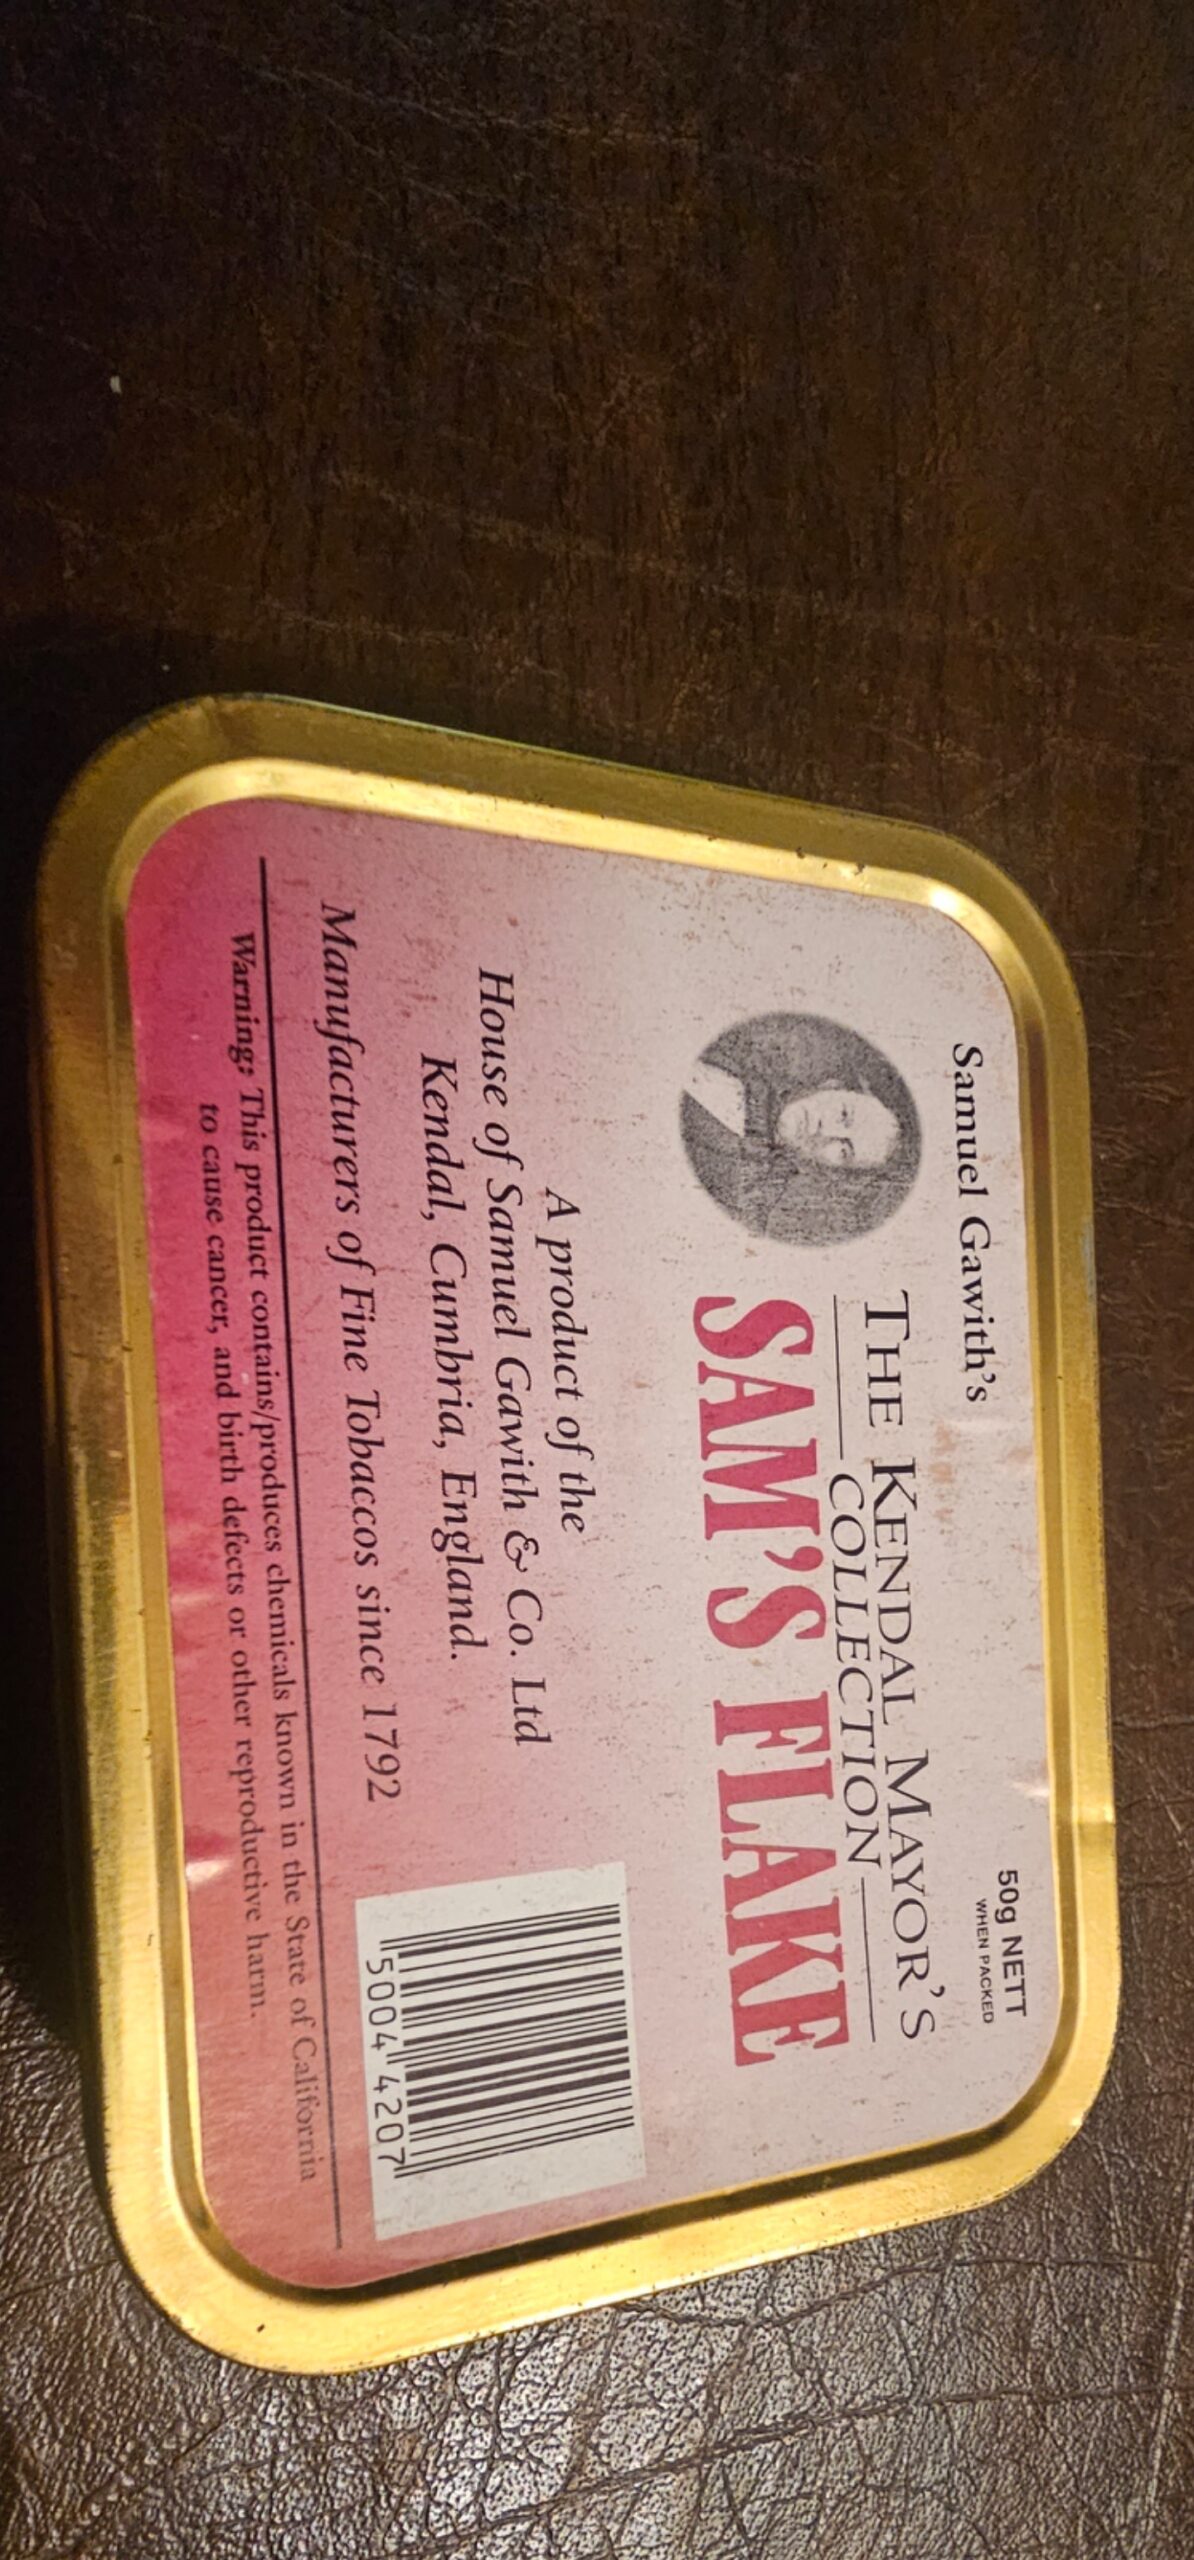 Samuel Gawith's
50g NETT
WHEN PACKED
THE KENDAL MAYOR'S
COLLECTION
SAM'S FLAKE
A product of the
House of Samuel Gawith & Co. Ltd
Kendal, Cumbria, England.
Manufacturers of Fine Tobaccos since 1792
5004 4207
Warning: This product contains/produces chemicals known in the State of California
to cause cancer, and birth defects or other reproductive harm.